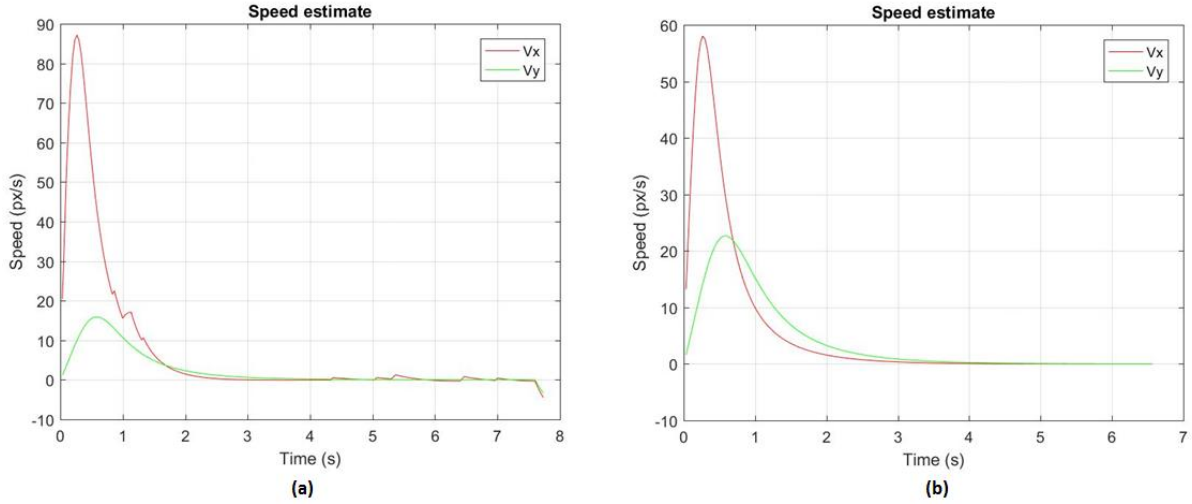 Speed estimate
90
80
70
60
50
40
30
20
10
0
-10
Speed (px/s)
Vx
Vy
0 1 2 3 4 5 6 7 8
Time (s)
(a)
Speed estimate
60
50
40
30
20
10
0
-10
Speed (px/s)
Vx
Vy
0 1 2 3 4 5 6 7
Time (s)
(b)